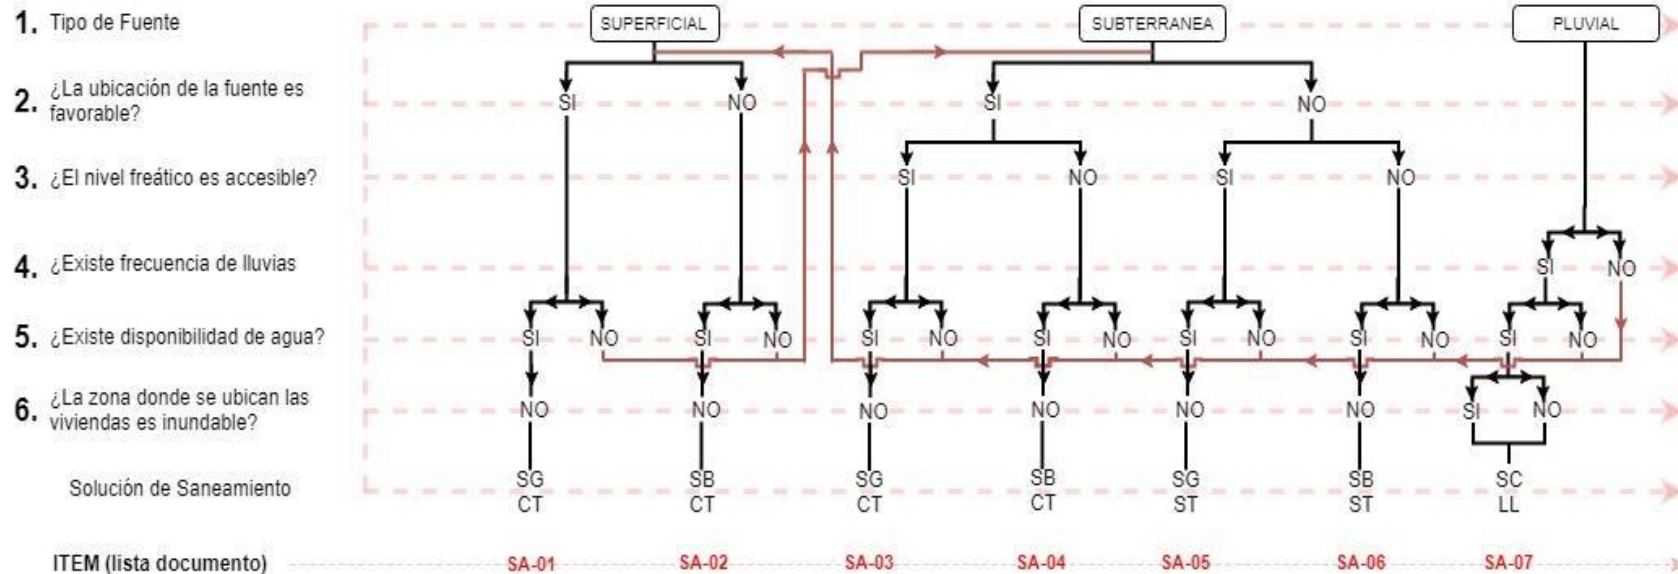 1. Tipo de Fuente SUPERFICIAL SUBTERRANEA PLUVIAL
2. ¿La ubicación de la fuente es
favorable?
SI NO SI NO
3. ¿El nivel freático es accesible? SI NO SI NO
4. ¿Existe frecuencia de lluvias SI NO
5. ¿Existe disponibilidad de agua? SI NO SI NO SI NO SI NO SI NO SI NO SI NO
6. ¿La zona donde se ubican las
viviendas es inundable?
NO NO NO NO NO NO SI NO
Solución de Saneamiento
SG SB SG SB SG SB SC
CT CT CT CT ST ST LL
ITEM (lista documento) SA-01 SA-02 SA-03 SA-04 SA-05 SA-06 SA-07